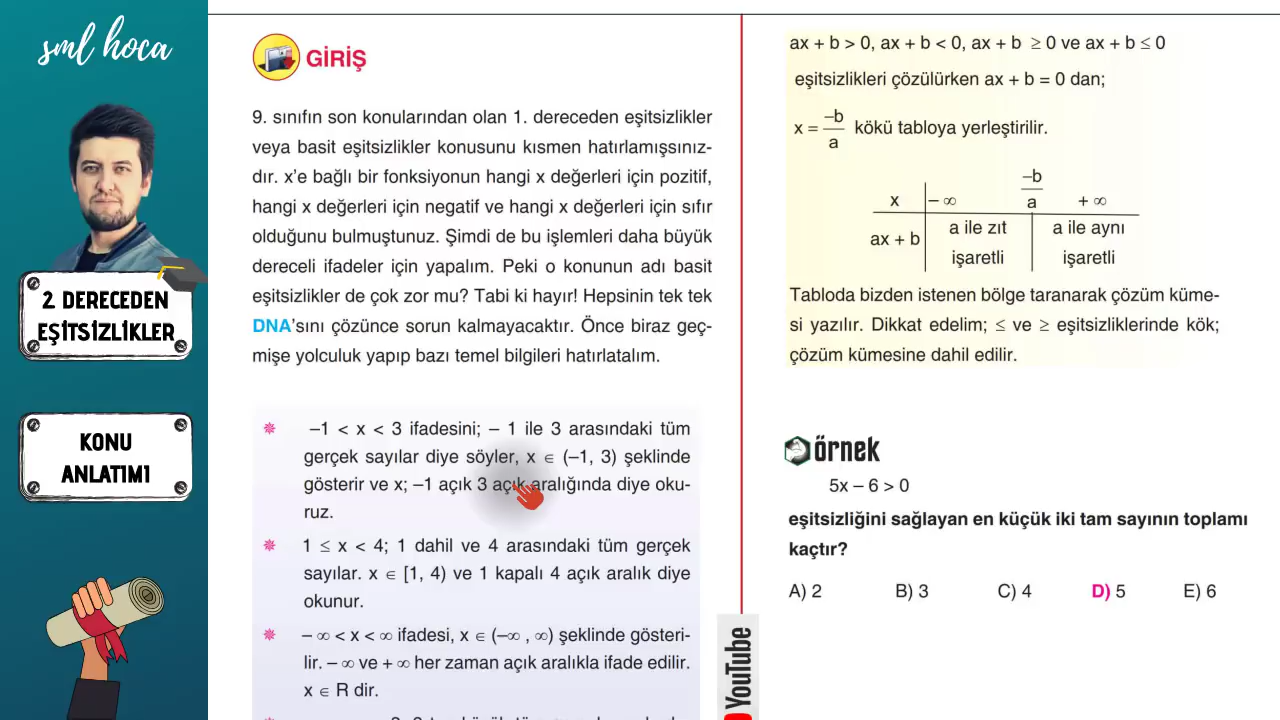 sml hoca
2 DERECEDEN
EŞİTSİZLİKLER
KONU
ANLATIMI
GİRİŞ
9. sınıfın son konularından olan 1. dereceden eşitsizlikler
veya basit eşitsizlikler konusunu kısmen hatırlamışsınız-
dır. x'e bağlı bir fonksiyonun hangi x değerleri için pozitif,
hangi x değerleri için negatif ve hangi x değerleri için sıfır
olduğunu bulmuştunuz. Şimdi de bu işlemleri daha büyük
dereceli ifadeler için yapalım. Peki o konunun adı basit
eşitsizlikler de çok zor mu? Tabi ki hayır! Hepsinin tek tek
DNA'sını çözünce sorun kalmayacaktır. Önce biraz geç-
mişe yolculuk yapıp bazı temel bilgileri hatırlatalım.
–1 < x < 3 ifadesini; – 1 ile 3 arasındaki tüm
gerçek sayılar diye söyler, x ∈ (–1, 3) şeklinde
gösterir ve x; –1 açık 3 açık aralığında diye oku-
ruz.
1 ≤ x < 4; 1 dahil ve 4 arasındaki tüm gerçek
sayılar. x ∈ [1, 4) ve 1 kapalı 4 açık aralık diye
okunur.
– ∞ < x < ∞ ifadesi, x ∈ (–∞ , ∞) şeklinde gösteri-
lir. – ∞ ve + ∞ her zaman açık aralıkla ifade edilir.
x ∈ R dir.
ax + b > 0, ax + b < 0, ax + b ≥ 0 ve ax + b ≤ 0
eşitsizlikleri çözülürken ax + b = 0 dan;
x = –b/a kökü tabloya yerleştirilir.
x – ∞ –b/a + ∞
ax + b a ile zıt işaretli a ile aynı işaretli
Tabloda bizden istenen bölge taranarak çözüm küme-
si yazılır. Dikkat edelim; ≤ ve ≥ eşitsizliklerinde kök;
çözüm kümesine dahil edilir.
örnek
5x – 6 > 0
eşitsizliğini sağlayan en küçük iki tam sayının toplamı
kaçtır?
A) 2 B) 3 C) 4 D) 5 E) 6
YouTube